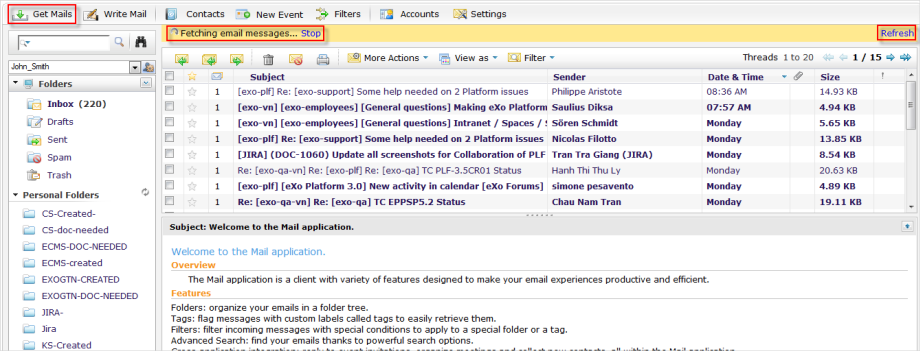 Get Mails Write Mail Contacts New Event Filters Accounts Settings
Fetching email messages... Stop Refresh
More Actions View as Filter Threads 1 to 20 1 / 15
John_Smith
Folders
Inbox (220)
Drafts
Sent
Spam
Trash
Personal Folders
CS-Created-
CS-doc-needed
ECMS-DOC-NEEDED
ECMS-created
EXOGTN-CREATED
EXOGTN-DOC-NEEDED
JIRA-
Jira
KS-Created
Subject Sender Date & Time Size !
1 [exo-plf] Re: [exo-support] Some help needed on 2 Platform issues Philippe Aristote 08:36 AM 14.93 KB
1 [exo-vn] [exo-employees] [General questions] Making eXo Platform Saulius Diksa 07:57 AM 4.94 KB
1 [exo-vn] [exo-employees] [General questions] Intranet / Spaces / S Sören Schmidt Monday 5.65 KB
1 [exo-plf] Re: [exo-support] Some help needed on 2 Platform issues Nicolas Filotto Monday 13.85 KB
1 [JIRA] (DOC-1060) Update all screenshots for Collaboration of PLF Tran Tra Giang (JIRA) Monday 8.54 KB
1 Re: [exo-qa-vn] Re: [exo-plf] Re: [exo-qa] TC PLF-3.5CR01 Status Hanh Thi Thu Ly Monday 20.63 KB
1 [exo-plf] [eXo Platform 3.0] New activity in calendar [eXo Forums] simone pesavento Monday 4.89 KB
1 Re: [exo-qa-vn] Re: [exo-qa] TC EPPSP5.2 Status Chau Nam Tran Monday 19.11 KB
Subject: Welcome to the Mail application.
Welcome to the Mail application.
Overview
The Mail application is a client with variety of features designed to make your email experiences productive and efficient.
Features
Folders: organize your emails in a folder tree.
Tags: flag messages with custom labels called tags to easily retrieve them.
Filters: filter incoming messages with special conditions to apply to a special folder or a tag.
Advanced Search: find your emails thanks to powerful search options.